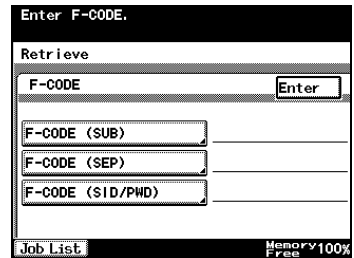 Enter F-CODE.
Retrieve
F-CODE
Enter
F-CODE (SUB)
F-CODE (SEP)
F-CODE (SID/PWD)
Job List
Memory
Free 100%